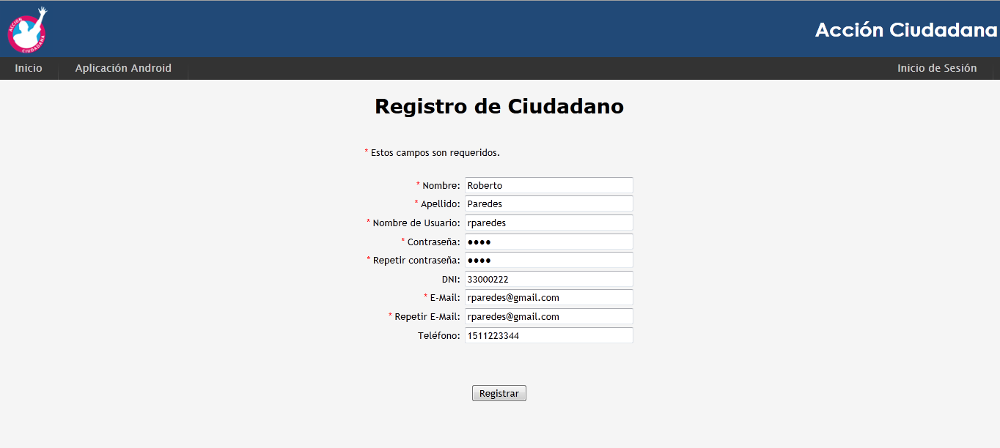 ACCION CIUDADANA
Acción Ciudadana
Inicio Aplicación Android Inicio de Sesión
Registro de Ciudadano
* Estos campos son requeridos.
* Nombre: Roberto
* Apellido: Paredes
* Nombre de Usuario: rparedes
* Contraseña: ●●●●
* Repetir contraseña: ●●●●
DNI: 33000222
* E-Mail: rparedes@gmail.com
* Repetir E-Mail: rparedes@gmail.com
Teléfono: 1511223344
Registrar